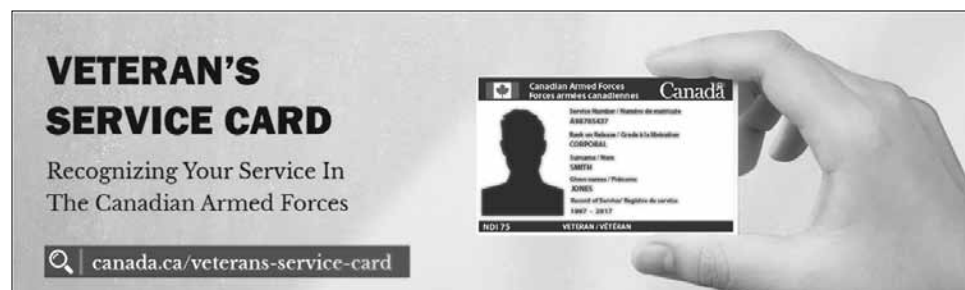 VETERAN'S
SERVICE CARD
Recognizing Your Service In
The Canadian Armed Forces
canada.ca/veterans-service-card
Canadian Armed Forces
Forces armées canadiennes
Canada
Service Number / Numéro de matricule
A98765437
Rank on Release / Grade à la libération
CORPORAL
Surname / Nom
SMITH
Given names / Prénoms
JONES
Record of Service/ Registre de service
1997 - 2017
NDI 75
VETERAN / VÉTÉRAN